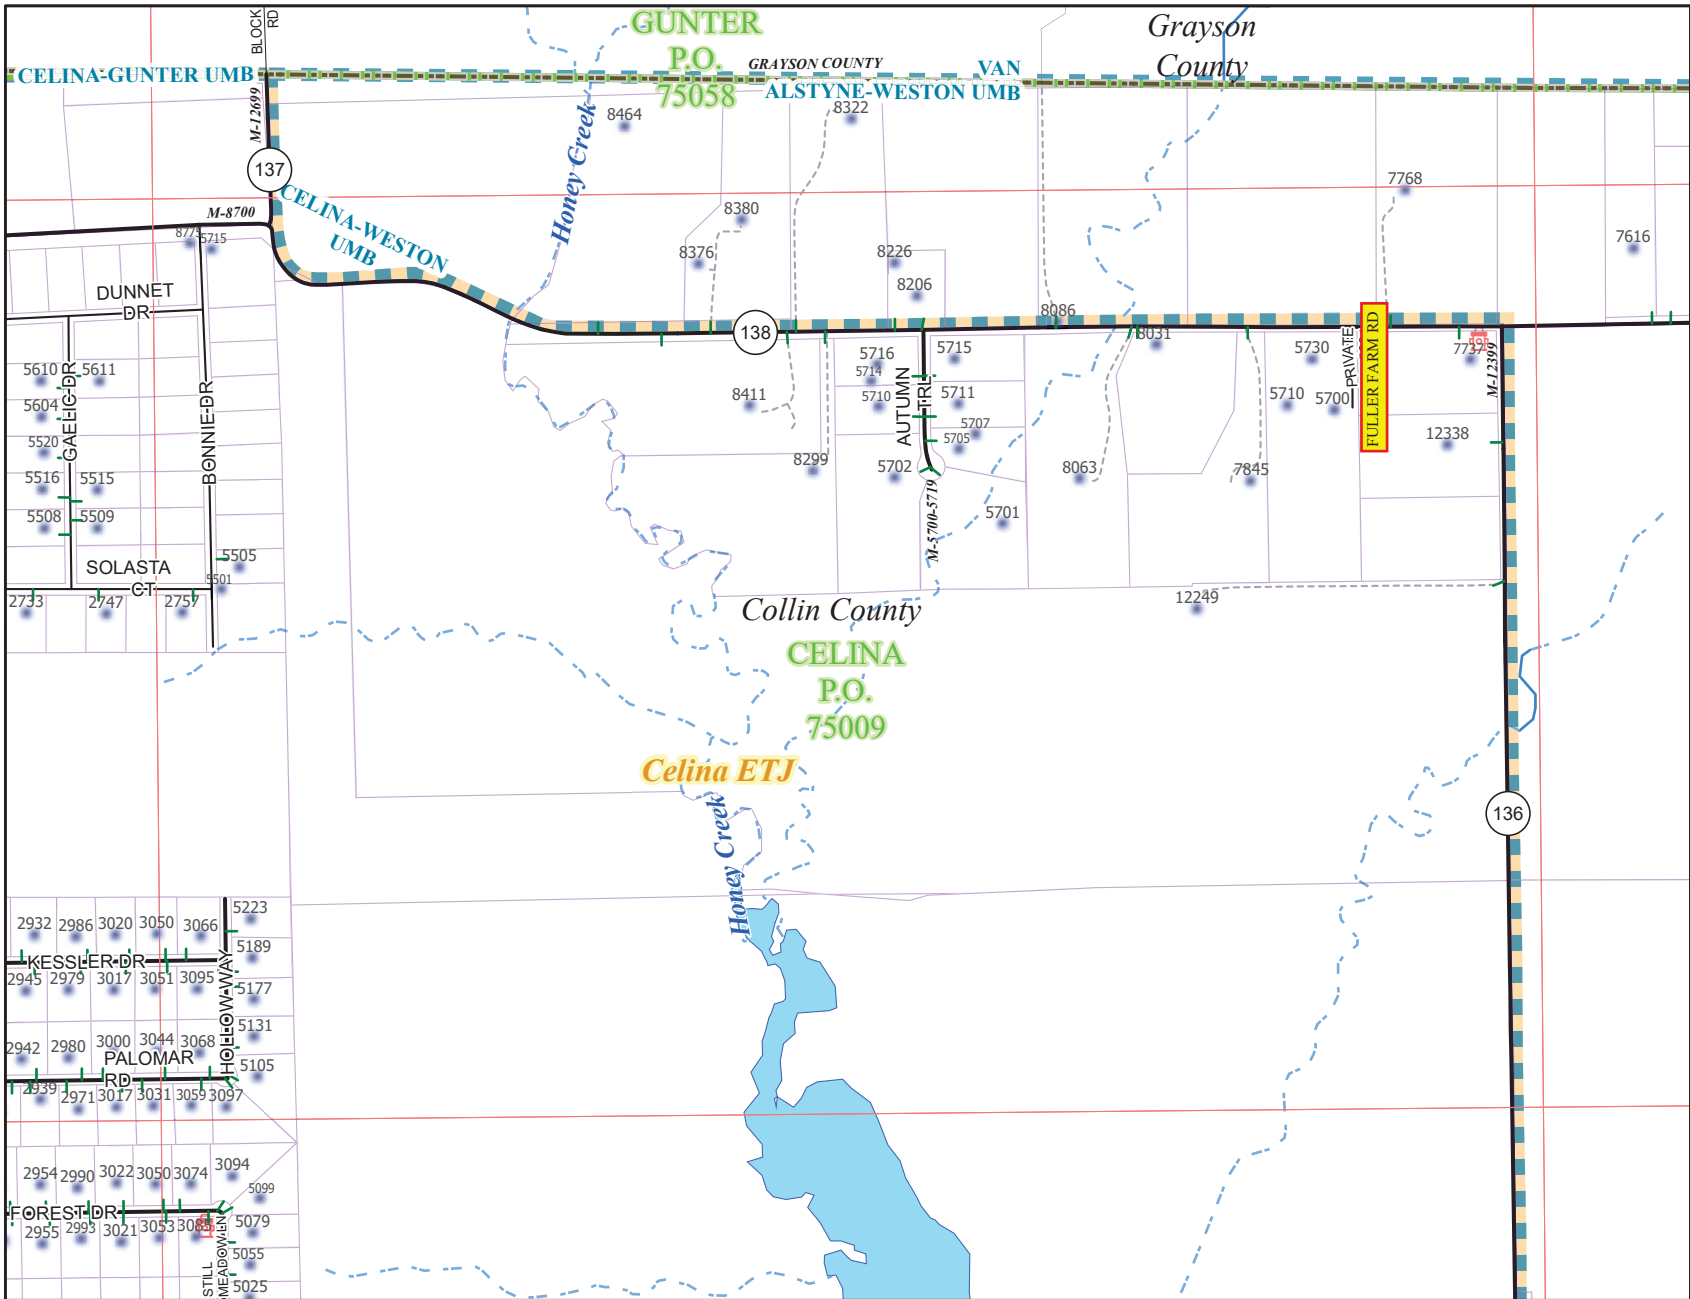 BLOCK
RD
GUNTER
P.O.
75058
Grayson
County
CELINA-GUNTER UMB
GRAYSON COUNTY
VAN
ALSTYNE-WESTON UMB
M-12699
137
M-8700
CELINA-WESTON
UMB
Honey Creek
8464
8322
8380
8376
8226
8206
8086
7768
7616
8775
5715
DUNNET
DR
138
5716
5714
5710
5715
5711
5707
5705
5702
5701
AUTUMN
TRL
M-5700-5719
8411
8299
8031
8063
7845
5730
5710
5700
PRIVATE
FULLER FARM RD
7737
M-12399
12338
12249
5610
5611
5604
5520
5516
5515
5508
5509
GAELIC DR
BONNIE DR
5505
5501
SOLASTA
CT
2733
2747
2757
Collin County
CELINA
P.O.
75009
Celina ETJ
Honey Creek
136
2932
2986
3020
3050
3066
5223
5189
KESSLER DR
2945
2979
3017
3051
3095
5177
HOLLOW WAY
5131
2942
2980
3000
3044
3068
5105
PALOMAR
RD
2939
2971
3017
3031
3059
3097
2954
2990
3022
3050
3074
3094
5099
FOREST DR
2955
2993
3021
3053
3085
5079
5055
5025
STILL
MEADOW LN